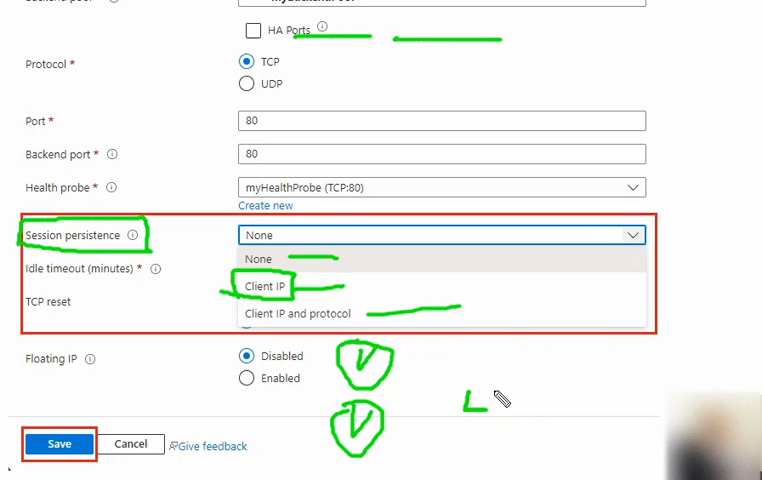 HA Ports
Protocol *
TCP
UDP
Port *
80
Backend port *
80
Health probe *
myHealthProbe (TCP:80)
Create new
Session persistence
None
None
Idle timeout (minutes) *
Client IP
TCP reset
Client IP and protocol
Floating IP
Disabled
Enabled
Save
Cancel
Give feedback